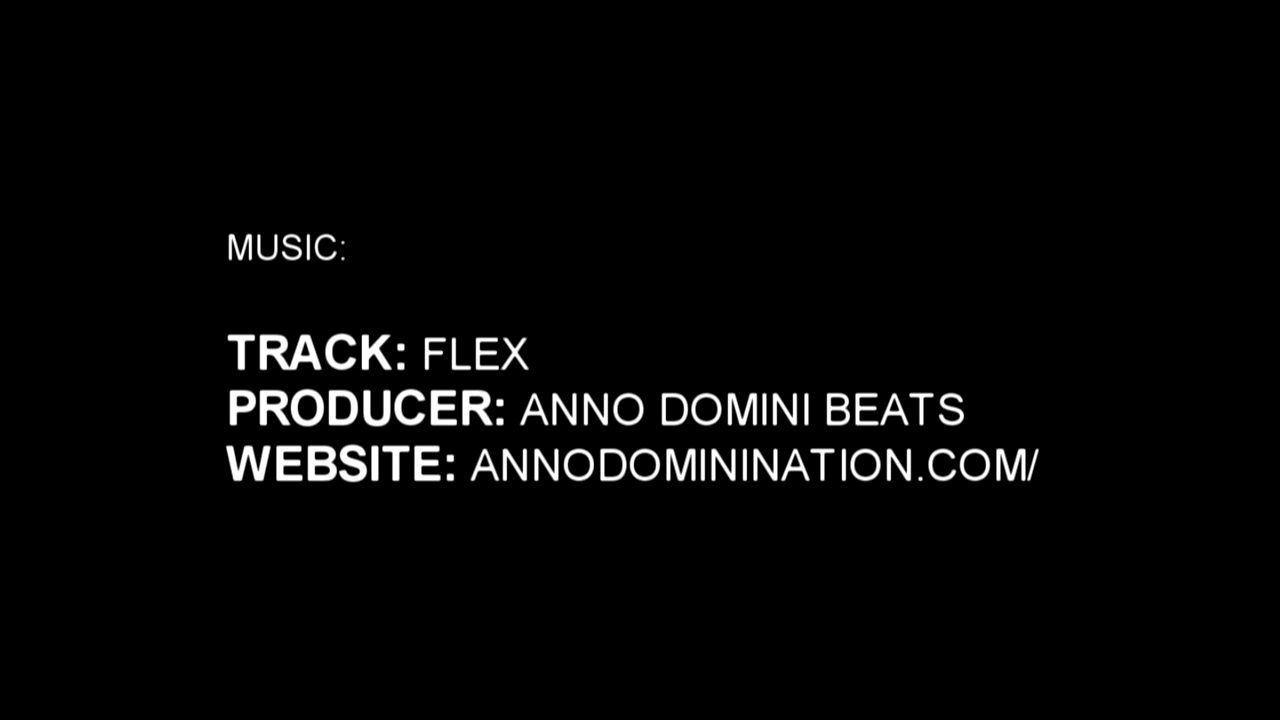 MUSIC:
TRACK: FLEX
PRODUCER: ANNO DOMINI BEATS
WEBSITE: ANNODOMININATION.COM/